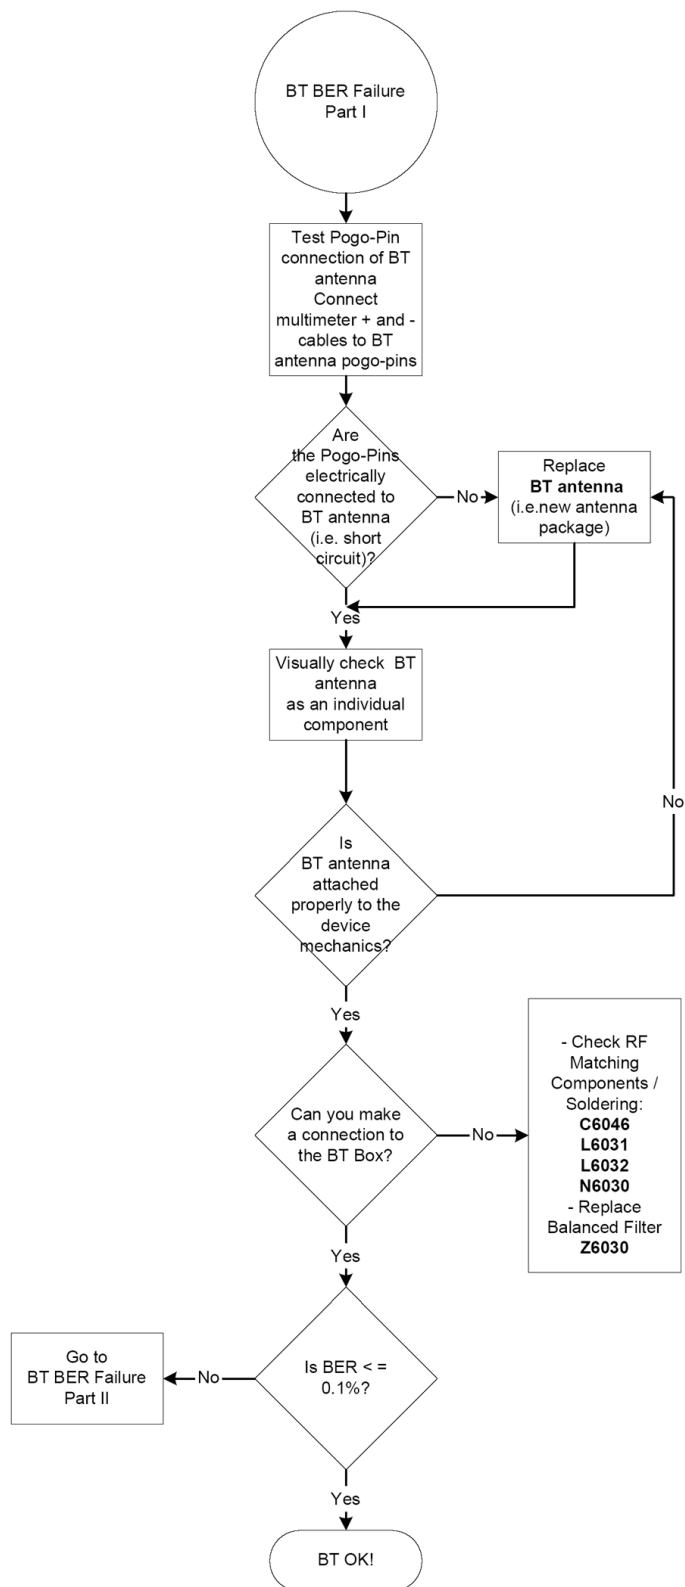 BT BER Failure
Part I
Test Pogo-Pin
connection of BT
antenna
Connect
multimeter + and -
cables to BT
antenna pogo-pins
Are
the Pogo-Pins
electrically
connected to
BT antenna
(i.e. short
circuit)?
No
Replace
BT antenna
(i.e.new antenna
package)
Yes
Visually check  BT
antenna
as an individual
component
No
Is
BT antenna
attached
properly to the
device
mechanics?
Yes
Can you make
a connection to
the BT Box?
No
- Check RF
Matching
Components /
Soldering:
C6046
L6031
L6032
N6030
- Replace
Balanced Filter
Z6030
Yes
Is BER < =
0.1%?
No
Go to
BT BER Failure
Part II
Yes
BT OK!